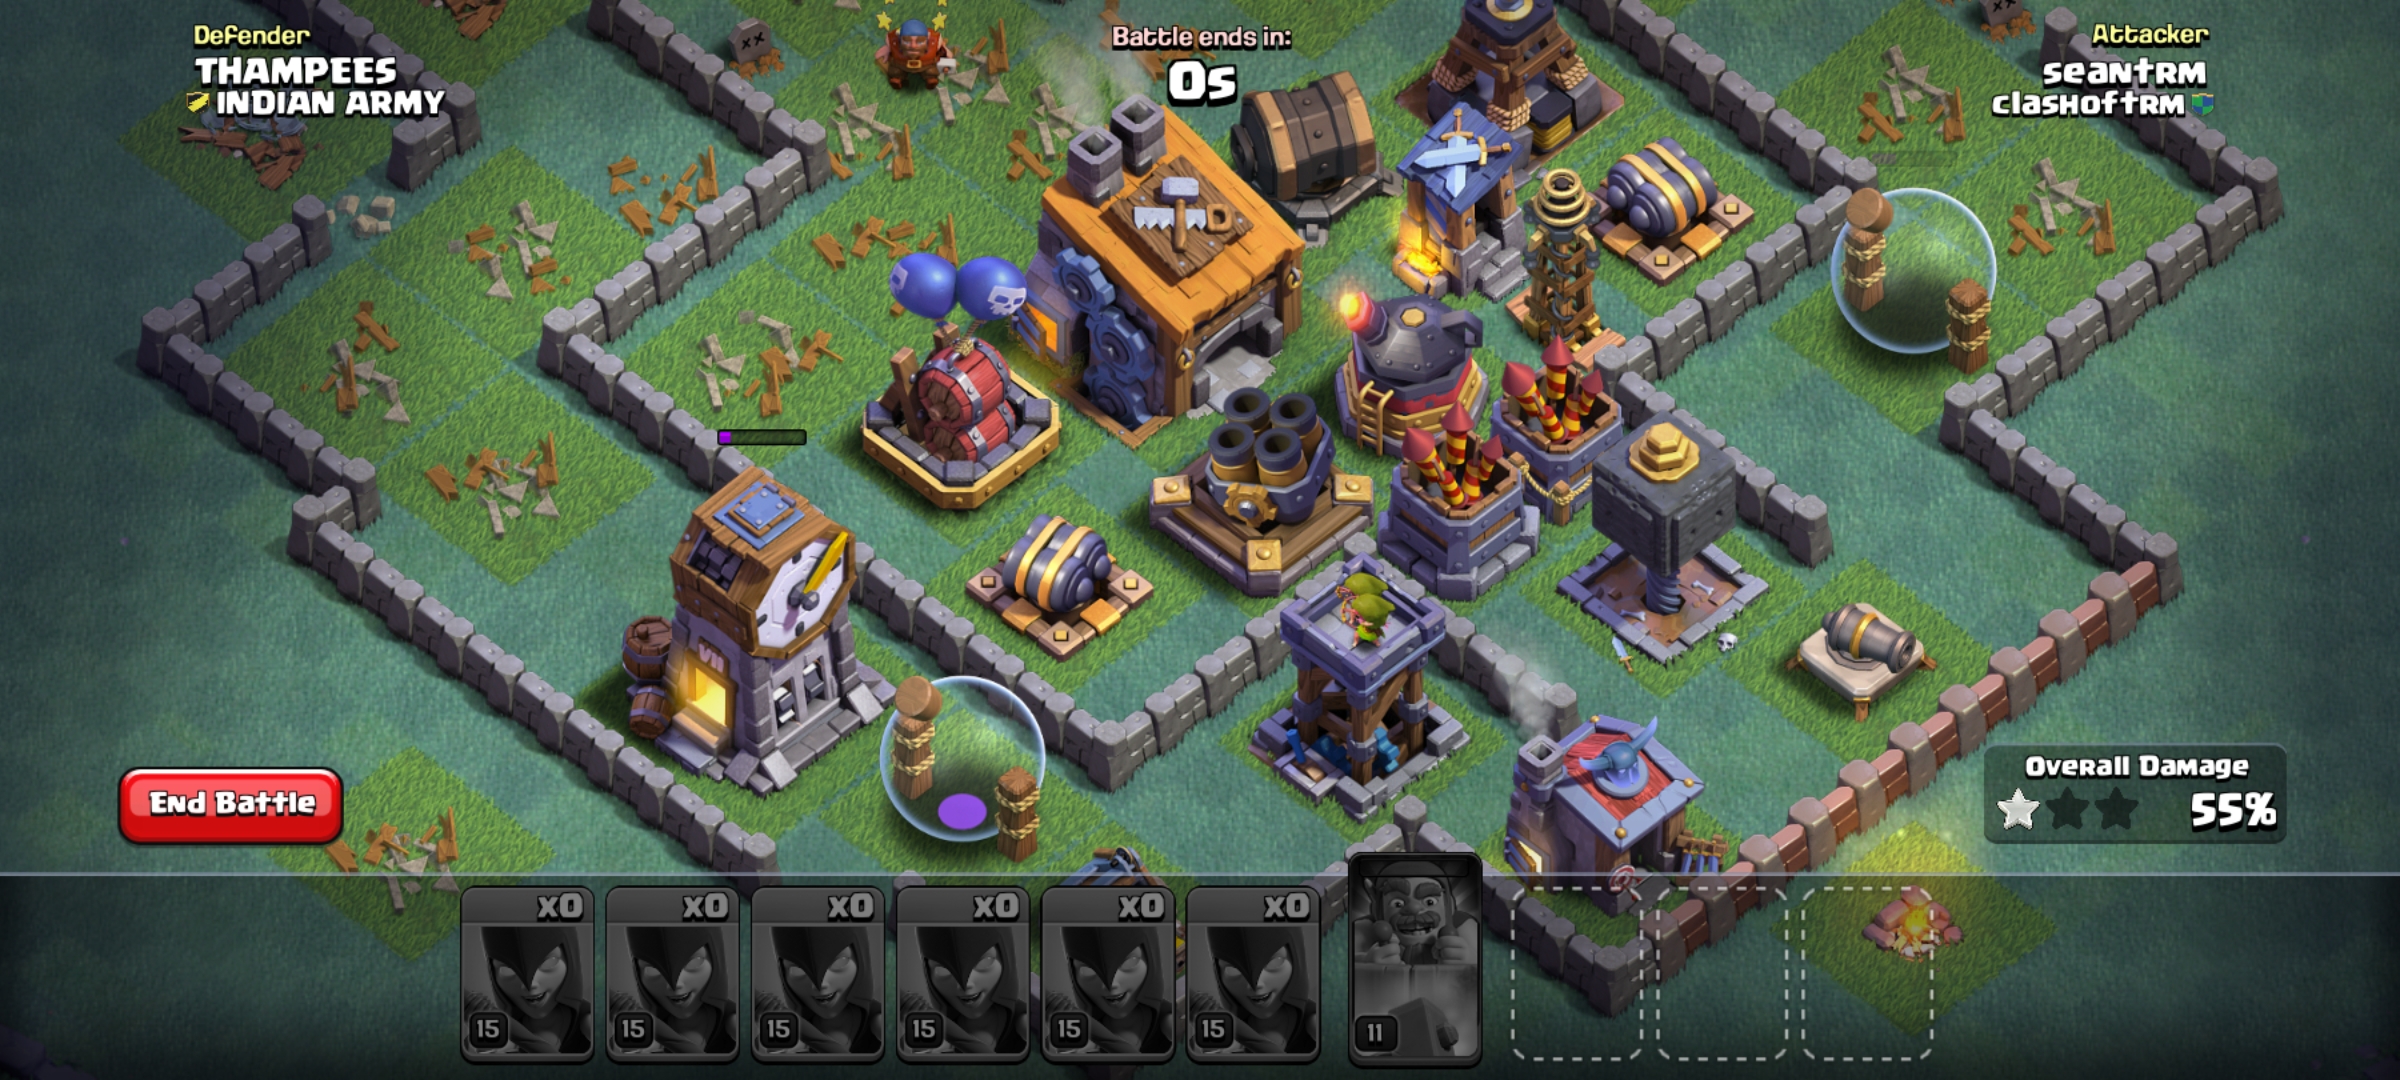 Defender
THAMPEES
INDIAN ARMY
Battle ends in:
0s
Attacker
seantRM
clashoftRM
VII
End Battle
Overall Damage
55%
x0
x0
x0
x0
x0
x0
15
15
15
15
15
15
11